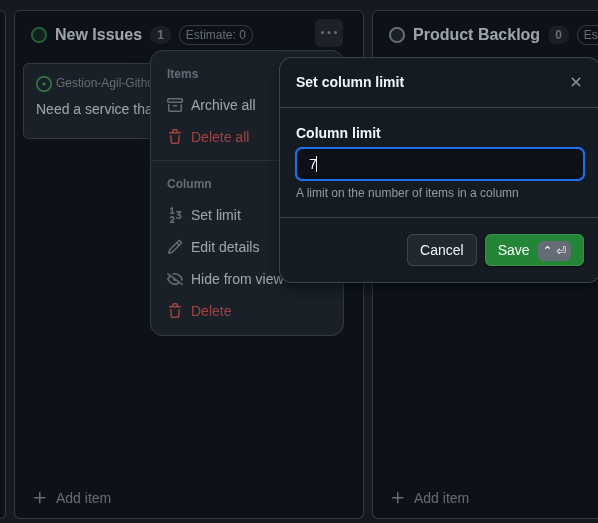 New Issues 1 Estimate: 0
Product Backlog 0
Gestion-Agil-Githu
Need a service tha
Items
Archive all
Delete all
Column
Set limit
Edit details
Hide from view
Delete
Set column limit
Column limit
7
A limit on the number of items in a column
Cancel
Save
Add item
Add item